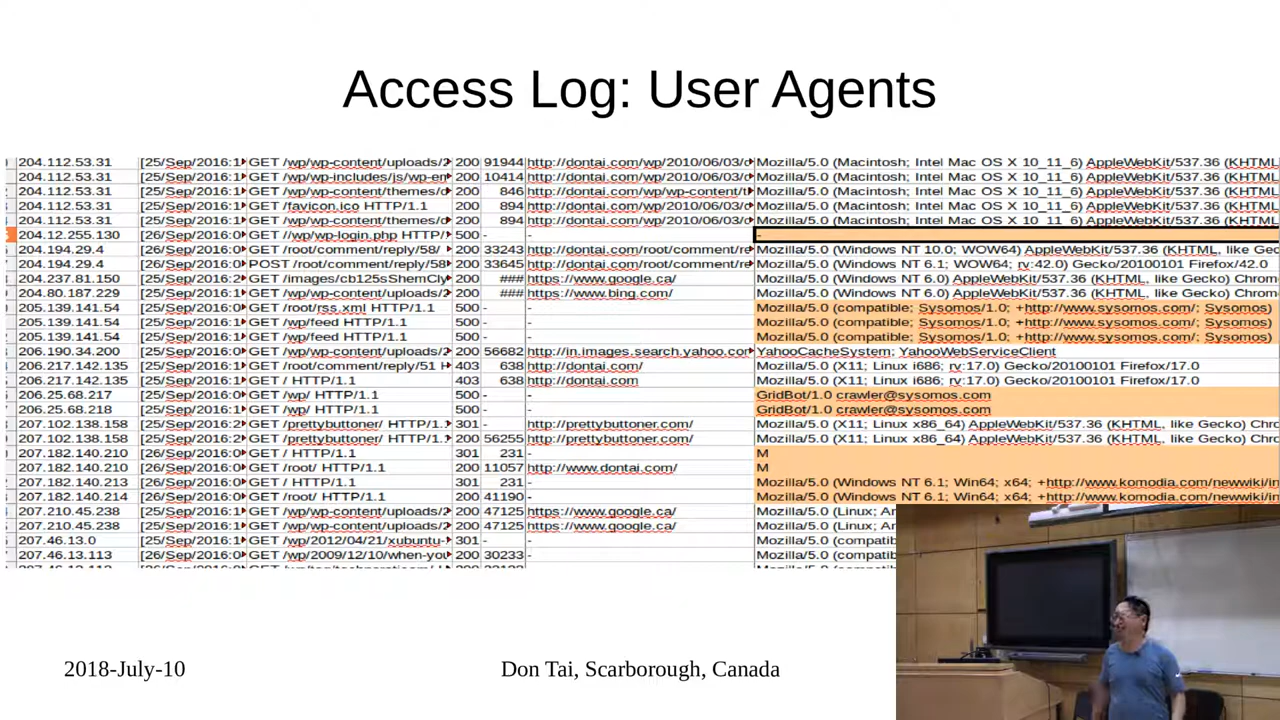 Access Log: User Agents
204.112.53.31 [25/Sep/2016:1 GET /wp/wp-content/uploads/2 200 91944 http://dontai.com/wp/2010/06/03/d Mozilla/5.0 (Macintosh; Intel Mac OS X 10_11_6) AppleWebKit/537.36 (KHTML,
204.112.53.31 [25/Sep/2016:1 GET /wp/wp-includes/js/wp-em 200 10414 http://dontai.com/wp/2010/06/03/d Mozilla/5.0 (Macintosh; Intel Mac OS X 10_11_6) AppleWebKit/537.36 (KHTML,
204.112.53.31 [25/Sep/2016:1 GET /wp/wp-content/themes/d 200 846 http://dontai.com/wp/wp-content/t Mozilla/5.0 (Macintosh; Intel Mac OS X 10_11_6) AppleWebKit/537.36 (KHTML,
204.112.53.31 [25/Sep/2016:1 GET /favicon.ico HTTP/1.1 200 894 http://dontai.com/wp/2010/06/03/d Mozilla/5.0 (Macintosh; Intel Mac OS X 10_11_6) AppleWebKit/537.36 (KHTML,
204.112.53.31 [25/Sep/2016:1 GET /wp/wp-content/themes/d 200 894 http://dontai.com/wp/2010/06/03/d Mozilla/5.0 (Macintosh; Intel Mac OS X 10_11_6) AppleWebKit/537.36 (KHTML,
204.12.255.130 [26/Sep/2016:0 GET //wp/wp-login.php HTTP/ 500 - - -
204.194.29.4 [26/Sep/2016:0 GET /root/comment/reply/58/ 200 33243 http://dontai.com/root/comment/re Mozilla/5.0 (Windows NT 10.0; WOW64) AppleWebKit/537.36 (KHTML, like Gec
204.194.29.4 [26/Sep/2016:0 POST /root/comment/reply/58 200 33645 http://dontai.com/root/comment/re Mozilla/5.0 (Windows NT 6.1; WOW64; rv:42.0) Gecko/20100101 Firefox/42.0
204.237.81.150 [25/Sep/2016:2 GET /images/cb125sShemCly 200 ### https://www.google.ca/ Mozilla/5.0 (Windows NT 6.0) AppleWebKit/537.36 (KHTML, like Gecko) Chrom
204.80.187.229 [25/Sep/2016:2 GET /wp/wp-content/uploads/2 200 ### https://www.bing.com/ Mozilla/5.0 (Windows NT 6.0) AppleWebKit/537.36 (KHTML, like Gecko) Chrom
205.139.141.54 [26/Sep/2016:0 GET /root/rss.xml HTTP/1.1 500 - - Mozilla/5.0 (compatible; Sysomos/1.0; +http://www.sysomos.com/; Sysomos)
205.139.141.54 [26/Sep/2016:0 GET /wp/feed HTTP/1.1 500 - - Mozilla/5.0 (compatible; Sysomos/1.0; +http://www.sysomos.com/; Sysomos)
205.139.141.54 [26/Sep/2016:0 GET /wp/feed HTTP/1.1 500 - - Mozilla/5.0 (compatible; Sysomos/1.0; +http://www.sysomos.com/; Sysomos)
206.190.34.200 [26/Sep/2016:0 GET /wp/wp-content/uploads/2 200 56682 http://in.images.search.yahoo.com YahooCacheSystem; YahooWebServiceClient
206.217.142.135 [26/Sep/2016:0 GET /root/comment/reply/51 H 403 638 http://dontai.com/ Mozilla/5.0 (X11; Linux i686; rv:17.0) Gecko/20100101 Firefox/17.0
206.217.142.135 [26/Sep/2016:0 GET / HTTP/1.1 403 638 http://dontai.com Mozilla/5.0 (X11; Linux i686; rv:17.0) Gecko/20100101 Firefox/17.0
206.25.68.217 [26/Sep/2016:0 GET /wp/ HTTP/1.1 500 - - GridBot/1.0 crawler@sysomos.com
206.25.68.218 [26/Sep/2016:0 GET /wp/ HTTP/1.1 500 - - GridBot/1.0 crawler@sysomos.com
207.102.138.158 [25/Sep/2016:2 GET /prettybuttoner HTTP/1.1 301 - http://prettybuttoner.com/ Mozilla/5.0 (X11; Linux x86_64) AppleWebKit/537.36 (KHTML, like Gecko) Chro
207.102.138.158 [25/Sep/2016:2 GET /prettybuttoner/ HTTP/1. 200 56255 http://prettybuttoner.com/ Mozilla/5.0 (X11; Linux x86_64) AppleWebKit/537.36 (KHTML, like Gecko) Chro
207.182.140.210 [26/Sep/2016:0 GET / HTTP/1.1 301 231 - M
207.182.140.210 [26/Sep/2016:0 GET /root/ HTTP/1.1 200 11057 http://www.dontai.com/ M
207.182.140.213 [26/Sep/2016:0 GET / HTTP/1.1 301 231 - Mozilla/5.0 (Windows NT 6.1; Win64; x64; +http://www.komodia.com/newwiki/in
207.182.140.214 [26/Sep/2016:0 GET /root/ HTTP/1.1 200 41190 - Mozilla/5.0 (Windows NT 6.1; Win64; x64; +http://www.komodia.com/newwiki/in
207.210.45.238 [26/Sep/2016:0 GET /wp/wp-content/uploads/2 200 47125 https://www.google.ca/ Mozilla/5.0 (Linux; An
207.210.45.238 [26/Sep/2016:0 GET /wp/wp-content/uploads/2 200 47125 https://www.google.ca/ Mozilla/5.0 (Linux; An
207.46.13.0 [25/Sep/2016:2 GET /wp/2012/04/21/xubuntu- 301 - - Mozilla/5.0 (compatib
207.46.13.113 [26/Sep/2016:0 GET /wp/2009/12/10/when-you 200 30233 - Mozilla/5.0 (compatib
2018-July-10
Don Tai, Scarborough, Canada